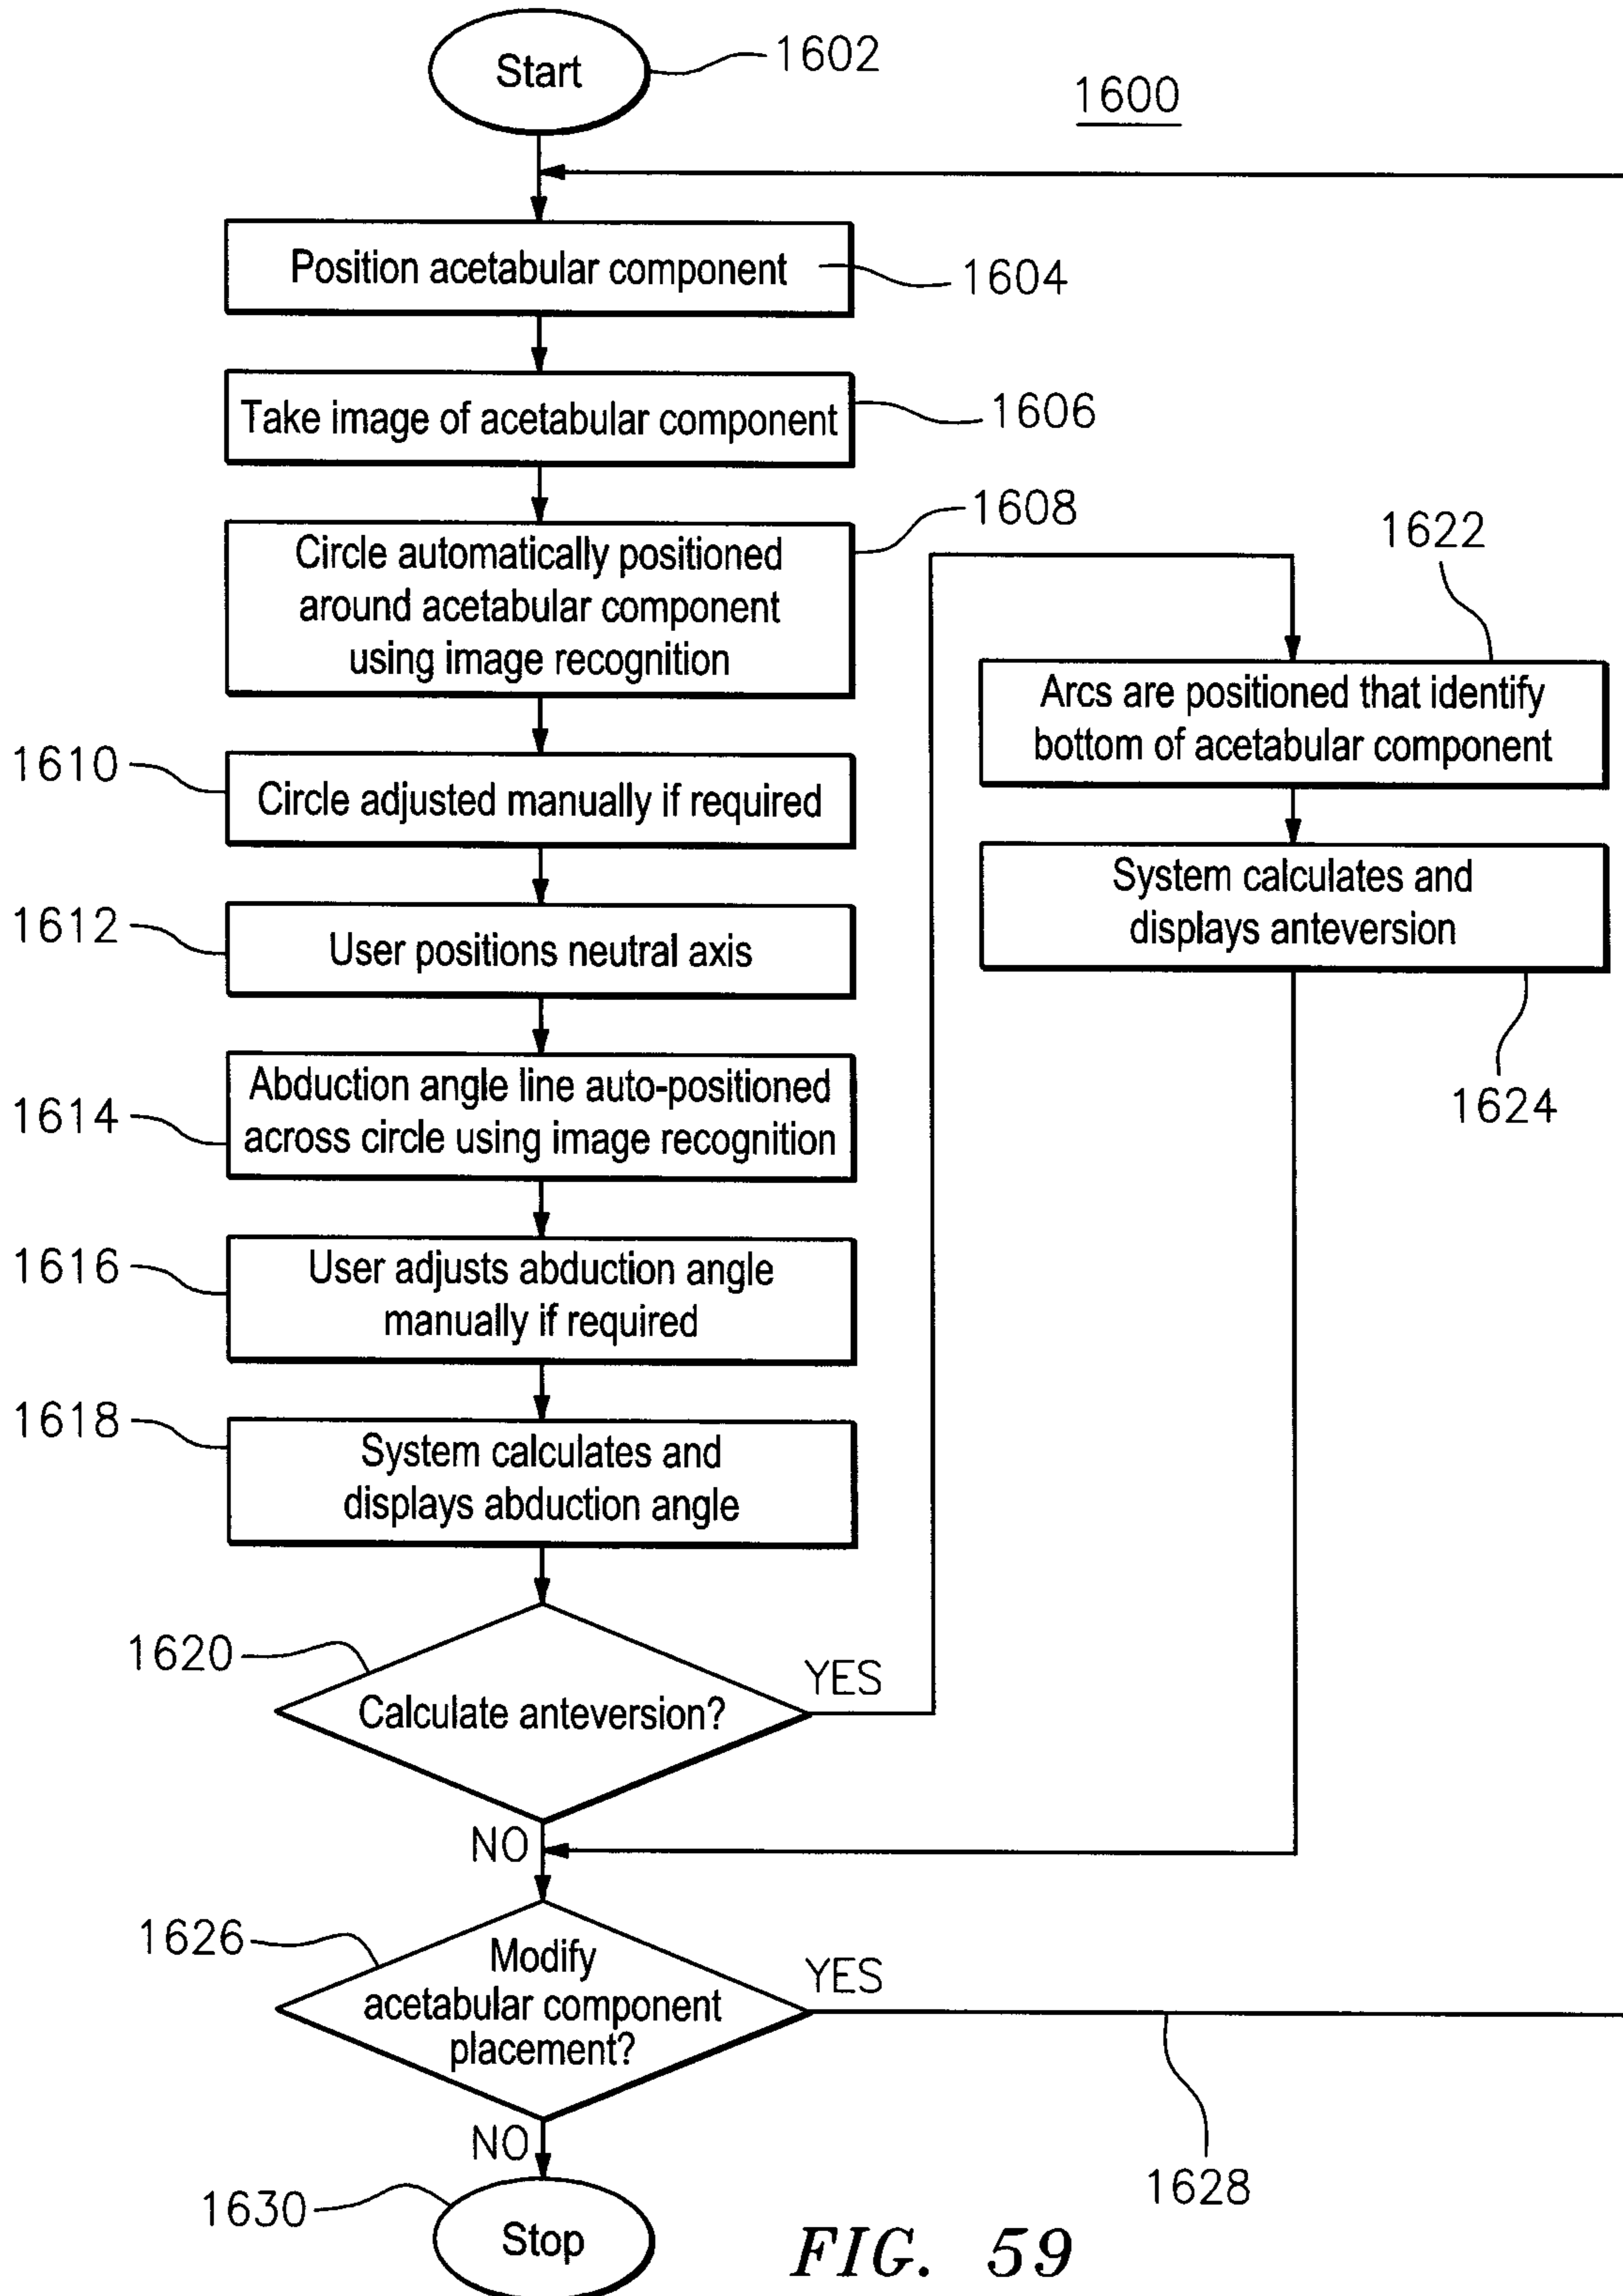 Start
1602
1600
Position acetabular component
1604
Take image of acetabular component
1606
Circle automatically positioned
around acetabular component
using image recognition
1608
1610
Circle adjusted manually if required
1612
User positions neutral axis
1614
Abduction angle line auto-positioned
across circle using image recognition
1616
User adjusts abduction angle
manually if required
1618
System calculates and
displays abduction angle
1620
Calculate anteversion?
YES
NO
1622
Arcs are positioned that identify
bottom of acetabular component
System calculates and
displays anteversion
1624
1626
Modify
acetabular component
placement?
YES
1628
NO
1630
Stop
FIG. 59